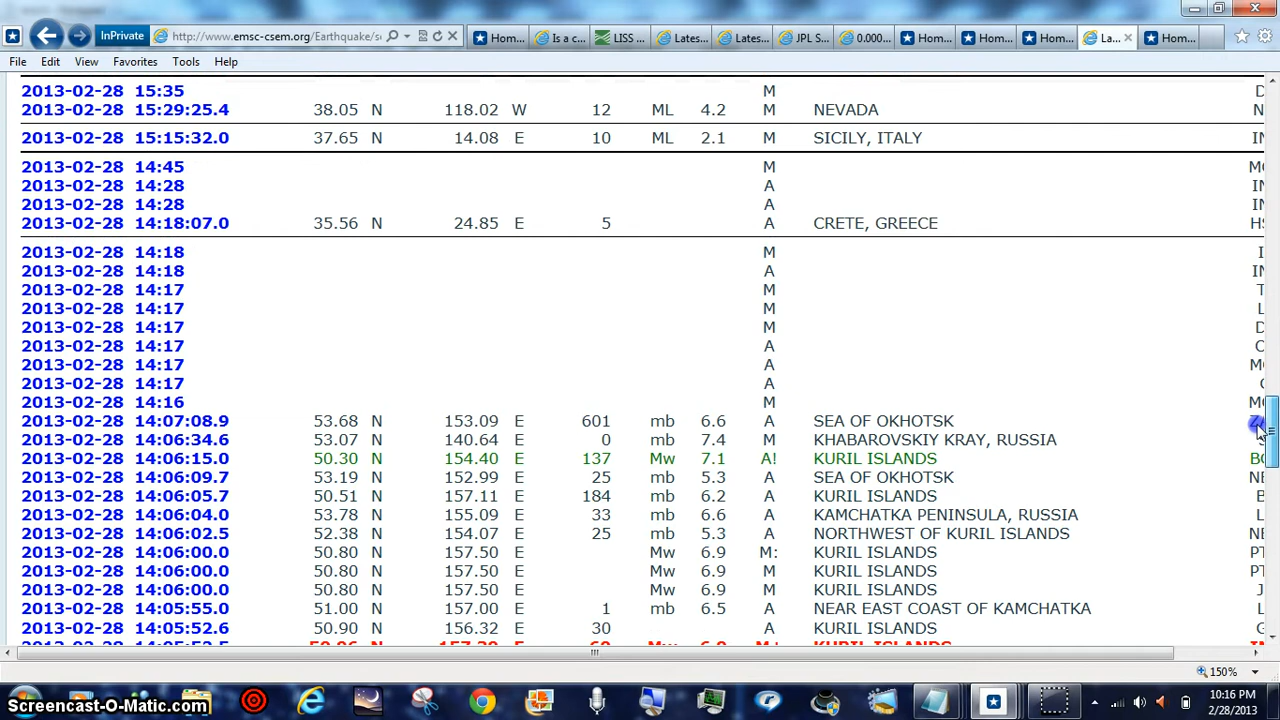 InPrivate http://www.emsc-csem.org/Earthquake/s Hom... Is a c... LISS ... Lates... Lates... JPL S... 0.000... Hom... Hom... Hom... La... Hom...
File Edit View Favorites Tools Help
2013-02-28 15:35 M
2013-02-28 15:29:25.4 38.05 N 118.02 W 12 ML 4.2 M NEVADA
2013-02-28 15:15:32.0 37.65 N 14.08 E 10 ML 2.1 M SICILY, ITALY
2013-02-28 14:45 M
2013-02-28 14:28 A
2013-02-28 14:28 A
2013-02-28 14:18:07.0 35.56 N 24.85 E 5 A CRETE, GREECE
2013-02-28 14:18 M
2013-02-28 14:18 A
2013-02-28 14:17 M
2013-02-28 14:17 M
2013-02-28 14:17 M
2013-02-28 14:17 A
2013-02-28 14:17 A
2013-02-28 14:17 A
2013-02-28 14:16 M
2013-02-28 14:07:08.9 53.68 N 153.09 E 601 mb 6.6 A SEA OF OKHOTSK
2013-02-28 14:06:34.6 53.07 N 140.64 E 0 mb 7.4 M KHABAROVSKIY KRAY, RUSSIA
2013-02-28 14:06:15.0 50.30 N 154.40 E 137 Mw 7.1 A! KURIL ISLANDS
2013-02-28 14:06:09.7 53.19 N 152.99 E 25 mb 5.3 A SEA OF OKHOTSK
2013-02-28 14:06:05.7 50.51 N 157.11 E 184 mb 6.2 A KURIL ISLANDS
2013-02-28 14:06:04.0 53.78 N 155.09 E 33 mb 6.6 A KAMCHATKA PENINSULA, RUSSIA
2013-02-28 14:06:02.5 52.38 N 154.07 E 25 mb 5.3 A NORTHWEST OF KURIL ISLANDS
2013-02-28 14:06:00.0 50.80 N 157.50 E Mw 6.9 M: KURIL ISLANDS
2013-02-28 14:06:00.0 50.80 N 157.50 E Mw 6.9 M KURIL ISLANDS
2013-02-28 14:06:00.0 50.80 N 157.50 E Mw 6.9 M KURIL ISLANDS
2013-02-28 14:05:55.0 51.00 N 157.00 E 1 mb 6.5 A NEAR EAST COAST OF KAMCHATKA
2013-02-28 14:05:52.6 50.90 N 156.32 E 30 A KURIL ISLANDS
150%
Screencast-O-Matic.com
10:16 PM
2/28/2013